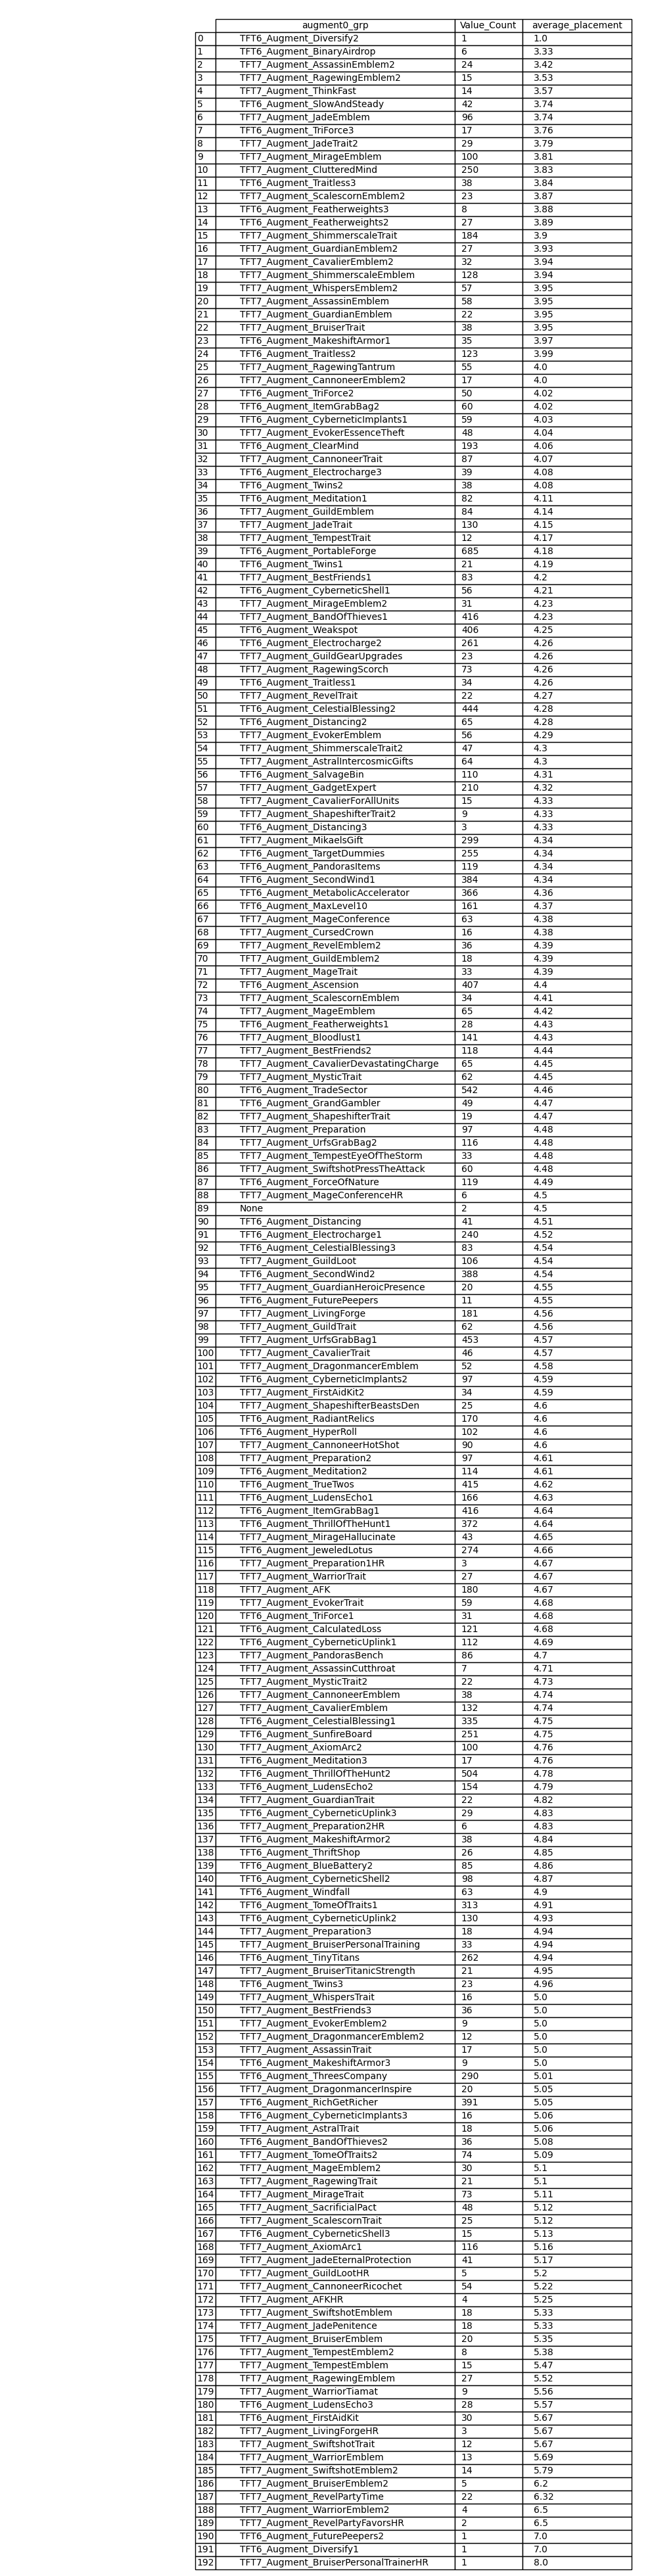 augment0_grp Value_Count average_placement
0 TFT6_Augment_Diversify2 1 1.0
1 TFT6_Augment_BinaryAirdrop 6 3.33
2 TFT7_Augment_AssassinEmblem2 24 3.42
3 TFT7_Augment_RagewingEmblem2 15 3.53
4 TFT7_Augment_ThinkFast 14 3.57
5 TFT6_Augment_SlowAndSteady 42 3.74
6 TFT7_Augment_JadeEmblem 96 3.74
7 TFT6_Augment_TriForce3 17 3.76
8 TFT7_Augment_JadeTrait2 29 3.79
9 TFT7_Augment_MirageEmblem 100 3.81
10 TFT7_Augment_ClutteredMind 250 3.83
11 TFT6_Augment_Traitless3 38 3.84
12 TFT7_Augment_ScalescornEmblem2 23 3.87
13 TFT6_Augment_Featherweights3 8 3.88
14 TFT6_Augment_Featherweights2 27 3.89
15 TFT7_Augment_ShimmerscaleTrait 184 3.9
16 TFT7_Augment_GuardianEmblem2 27 3.93
17 TFT7_Augment_CavalierEmblem2 32 3.94
18 TFT7_Augment_ShimmerscaleEmblem 128 3.94
19 TFT7_Augment_WhispersEmblem2 57 3.95
20 TFT7_Augment_AssassinEmblem 58 3.95
21 TFT7_Augment_GuardianEmblem 22 3.95
22 TFT7_Augment_BruiserTrait 38 3.95
23 TFT6_Augment_MakeshiftArmor1 35 3.97
24 TFT6_Augment_Traitless2 123 3.99
25 TFT7_Augment_RagewingTantrum 55 4.0
26 TFT7_Augment_CannoneerEmblem2 17 4.0
27 TFT6_Augment_TriForce2 50 4.02
28 TFT6_Augment_ItemGrabBag2 60 4.02
29 TFT6_Augment_CyberneticImplants1 59 4.03
30 TFT7_Augment_EvokerEssenceTheft 48 4.04
31 TFT6_Augment_ClearMind 193 4.06
32 TFT7_Augment_CannoneerTrait 87 4.07
33 TFT6_Augment_Electrocharge3 39 4.08
34 TFT6_Augment_Twins2 38 4.08
35 TFT6_Augment_Meditation1 82 4.11
36 TFT7_Augment_GuildEmblem 84 4.14
37 TFT7_Augment_JadeTrait 130 4.15
38 TFT7_Augment_TempestTrait 12 4.17
39 TFT6_Augment_PortableForge 685 4.18
40 TFT6_Augment_Twins1 21 4.19
41 TFT7_Augment_BestFriends1 83 4.2
42 TFT6_Augment_CyberneticShell1 56 4.21
43 TFT7_Augment_MirageEmblem2 31 4.23
44 TFT7_Augment_BandOfThieves1 416 4.23
45 TFT6_Augment_Weakspot 406 4.25
46 TFT6_Augment_Electrocharge2 261 4.26
47 TFT7_Augment_GuildGearUpgrades 23 4.26
48 TFT7_Augment_RagewingScorch 73 4.26
49 TFT6_Augment_Traitless1 34 4.26
50 TFT7_Augment_RevelTrait 22 4.27
51 TFT6_Augment_CelestialBlessing2 444 4.28
52 TFT6_Augment_Distancing2 65 4.28
53 TFT7_Augment_EvokerEmblem 56 4.29
54 TFT7_Augment_ShimmerscaleTrait2 47 4.3
55 TFT7_Augment_AstralIntercosmicGifts 64 4.3
56 TFT6_Augment_SalvageBin 110 4.31
57 TFT7_Augment_GadgetExpert 210 4.32
58 TFT7_Augment_CavalierForAllUnits 15 4.33
59 TFT7_Augment_ShapeshifterTrait2 9 4.33
60 TFT6_Augment_Distancing3 3 4.33
61 TFT7_Augment_MikaelsGift 299 4.34
62 TFT6_Augment_TargetDummies 255 4.34
63 TFT6_Augment_PandorasItems 119 4.34
64 TFT6_Augment_SecondWind1 384 4.34
65 TFT6_Augment_MetabolicAccelerator 366 4.36
66 TFT6_Augment_MaxLevel10 161 4.37
67 TFT7_Augment_MageConference 63 4.38
68 TFT7_Augment_CursedCrown 16 4.38
69 TFT7_Augment_RevelEmblem2 36 4.39
70 TFT7_Augment_GuildEmblem2 18 4.39
71 TFT7_Augment_MageTrait 33 4.39
72 TFT6_Augment_Ascension 407 4.4
73 TFT7_Augment_ScalescornEmblem 34 4.41
74 TFT7_Augment_MageEmblem 65 4.42
75 TFT6_Augment_Featherweights1 28 4.43
76 TFT7_Augment_Bloodlust1 141 4.43
77 TFT7_Augment_BestFriends2 118 4.44
78 TFT7_Augment_CavalierDevastatingCharge 65 4.45
79 TFT7_Augment_MysticTrait 62 4.45
80 TFT6_Augment_TradeSector 542 4.46
81 TFT6_Augment_GrandGambler 49 4.47
82 TFT7_Augment_ShapeshifterTrait 19 4.47
83 TFT7_Augment_Preparation 97 4.48
84 TFT7_Augment_UrfsGrabBag2 116 4.48
85 TFT7_Augment_TempestEyeOfTheStorm 33 4.48
86 TFT7_Augment_SwiftshotPressTheAttack 60 4.48
87 TFT6_Augment_ForceOfNature 119 4.49
88 TFT7_Augment_MageConferenceHR 6 4.5
89 None 2 4.5
90 TFT6_Augment_Distancing 41 4.51
91 TFT6_Augment_Electrocharge1 240 4.52
92 TFT6_Augment_CelestialBlessing3 83 4.54
93 TFT7_Augment_GuildLoot 106 4.54
94 TFT6_Augment_SecondWind2 388 4.54
95 TFT7_Augment_GuardianHeroicPresence 20 4.55
96 TFT6_Augment_FuturePeepers 11 4.55
97 TFT7_Augment_LivingForge 181 4.56
98 TFT7_Augment_GuildTrait 62 4.56
99 TFT7_Augment_UrfsGrabBag1 453 4.57
100 TFT7_Augment_CavalierTrait 46 4.57
101 TFT7_Augment_DragonmancerEmblem 52 4.58
102 TFT6_Augment_CyberneticImplants2 97 4.59
103 TFT7_Augment_FirstAidKit2 34 4.59
104 TFT7_Augment_ShapeshifterBeastsDen 25 4.6
105 TFT6_Augment_RadiantRelics 170 4.6
106 TFT6_Augment_HyperRoll 102 4.6
107 TFT7_Augment_CannoneerHotShot 90 4.6
108 TFT7_Augment_Preparation2 97 4.61
109 TFT6_Augment_Meditation2 114 4.61
110 TFT6_Augment_TrueTwos 415 4.62
111 TFT6_Augment_LudensEcho1 166 4.63
112 TFT6_Augment_ItemGrabBag1 416 4.64
113 TFT6_Augment_ThrillOfTheHunt1 372 4.64
114 TFT7_Augment_MirageHallucinate 43 4.65
115 TFT6_Augment_JeweledLotus 274 4.66
116 TFT7_Augment_Preparation1HR 3 4.67
117 TFT7_Augment_WarriorTrait 27 4.67
118 TFT7_Augment_AFK 180 4.67
119 TFT7_Augment_EvokerTrait 59 4.68
120 TFT6_Augment_TriForce1 31 4.68
121 TFT6_Augment_CalculatedLoss 121 4.68
122 TFT6_Augment_CyberneticUplink1 112 4.69
123 TFT7_Augment_PandorasBench 86 4.7
124 TFT7_Augment_AssassinCutthroat 7 4.71
125 TFT7_Augment_MysticTrait2 22 4.73
126 TFT7_Augment_CannoneerEmblem 38 4.74
127 TFT7_Augment_CavalierEmblem 132 4.74
128 TFT6_Augment_CelestialBlessing1 335 4.75
129 TFT6_Augment_SunfireBoard 251 4.75
130 TFT7_Augment_AxiomArc2 100 4.76
131 TFT6_Augment_Meditation3 17 4.76
132 TFT6_Augment_ThrillOfTheHunt2 504 4.78
133 TFT6_Augment_LudensEcho2 154 4.79
134 TFT7_Augment_GuardianTrait 22 4.82
135 TFT6_Augment_CyberneticUplink3 29 4.83
136 TFT7_Augment_Preparation2HR 6 4.83
137 TFT6_Augment_MakeshiftArmor2 38 4.84
138 TFT6_Augment_ThriftShop 26 4.85
139 TFT6_Augment_BlueBattery2 85 4.86
140 TFT6_Augment_CyberneticShell2 98 4.87
141 TFT6_Augment_Windfall 63 4.9
142 TFT6_Augment_TomeOfTraits1 313 4.91
143 TFT6_Augment_CyberneticUplink2 130 4.93
144 TFT7_Augment_Preparation3 18 4.94
145 TFT7_Augment_BruiserPersonalTraining 33 4.94
146 TFT6_Augment_TinyTitans 262 4.94
147 TFT7_Augment_BruiserTitanicStrength 21 4.95
148 TFT6_Augment_Twins3 23 4.96
149 TFT7_Augment_WhispersTrait 16 5.0
150 TFT7_Augment_BestFriends3 36 5.0
151 TFT7_Augment_EvokerEmblem2 9 5.0
152 TFT7_Augment_DragonmancerEmblem2 12 5.0
153 TFT7_Augment_AssassinTrait 17 5.0
154 TFT6_Augment_MakeshiftArmor3 9 5.0
155 TFT6_Augment_ThreesCompany 290 5.01
156 TFT7_Augment_DragonmancerInspire 20 5.05
157 TFT6_Augment_RichGetRicher 391 5.05
158 TFT6_Augment_CyberneticImplants3 16 5.06
159 TFT7_Augment_AstralTrait 18 5.06
160 TFT6_Augment_BandOfThieves2 36 5.08
161 TFT7_Augment_TomeOfTraits2 74 5.09
162 TFT7_Augment_MageEmblem2 30 5.1
163 TFT7_Augment_RagewingTrait 21 5.1
164 TFT7_Augment_MirageTrait 73 5.11
165 TFT7_Augment_SacrificialPact 48 5.12
166 TFT7_Augment_ScalescornTrait 25 5.12
167 TFT6_Augment_CyberneticShell3 15 5.13
168 TFT7_Augment_AxiomArc1 116 5.16
169 TFT7_Augment_JadeEternalProtection 41 5.17
170 TFT7_Augment_GuildLootHR 5 5.2
171 TFT7_Augment_CannoneerRicochet 54 5.22
172 TFT7_Augment_AFKHR 4 5.25
173 TFT7_Augment_SwiftshotEmblem 18 5.33
174 TFT7_Augment_JadePenitence 18 5.33
175 TFT7_Augment_BruiserEmblem 20 5.35
176 TFT7_Augment_TempestEmblem2 8 5.38
177 TFT7_Augment_TempestEmblem 15 5.47
178 TFT7_Augment_RagewingEmblem 27 5.52
179 TFT7_Augment_WarriorTiamat 9 5.56
180 TFT6_Augment_LudensEcho3 28 5.57
181 TFT6_Augment_FirstAidKit 30 5.67
182 TFT7_Augment_LivingForgeHR 3 5.67
183 TFT7_Augment_SwiftshotTrait 12 5.67
184 TFT7_Augment_WarriorEmblem 13 5.69
185 TFT7_Augment_SwiftshotEmblem2 14 5.79
186 TFT7_Augment_BruiserEmblem2 5 6.2
187 TFT7_Augment_RevelPartyTime 22 6.32
188 TFT7_Augment_WarriorEmblem2 4 6.5
189 TFT7_Augment_RevelPartyFavorsHR 2 6.5
190 TFT6_Augment_FuturePeepers2 1 7.0
191 TFT6_Augment_Diversify1 1 7.0
192 TFT7_Augment_BruiserPersonalTrainerHR 1 8.0